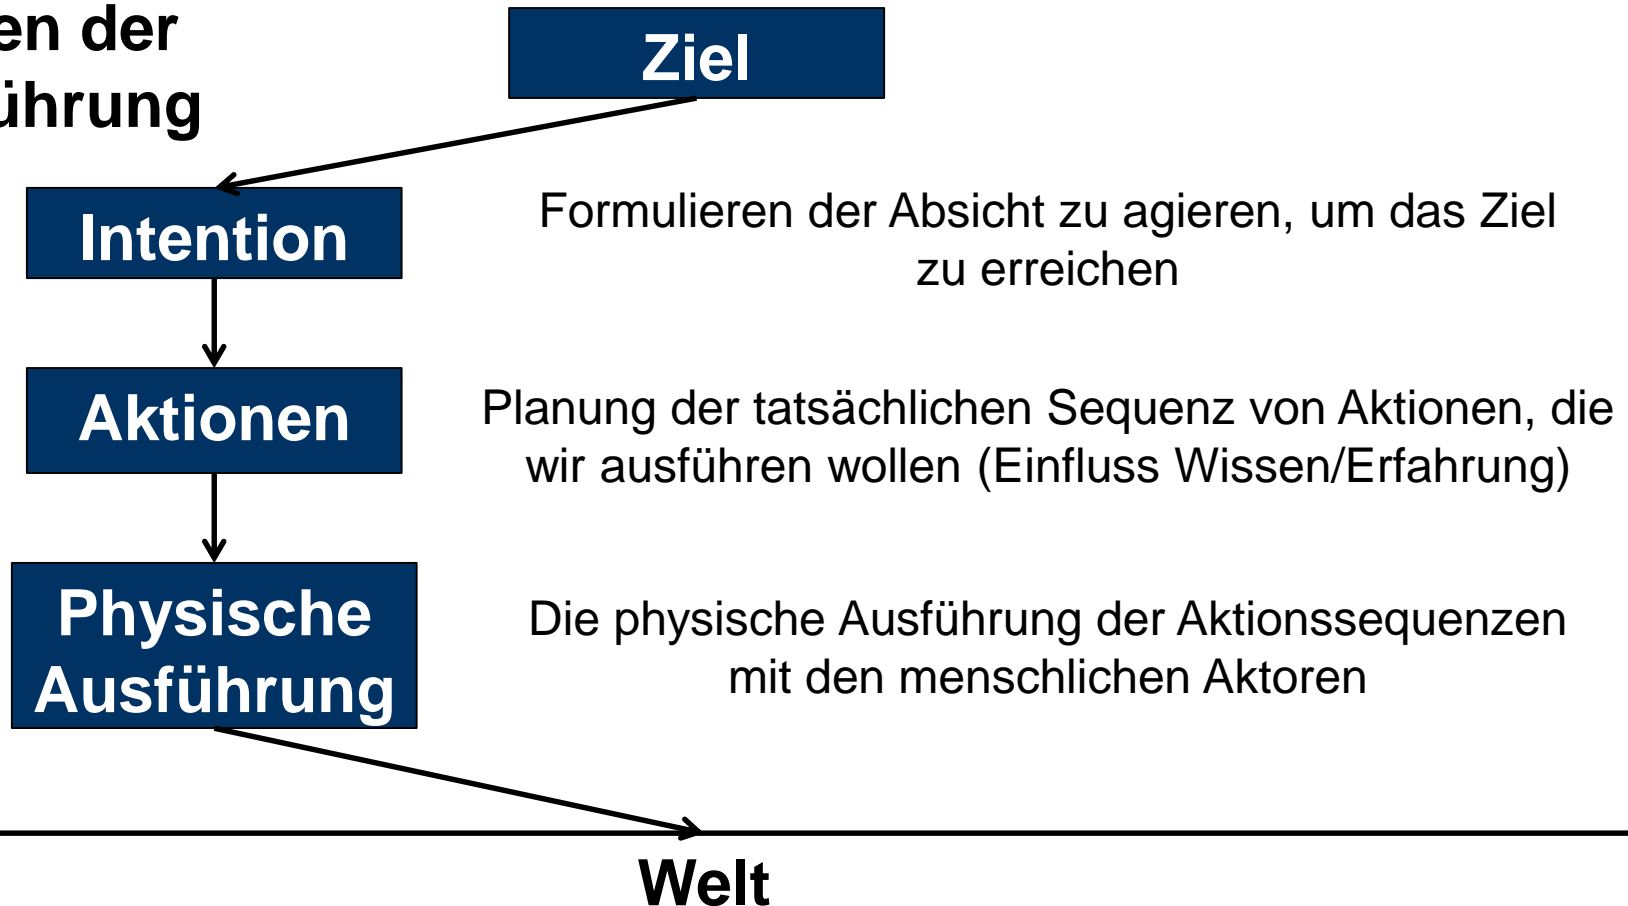 en der
ührung
Ziel
Intention
Formulieren der Absicht zu agieren, um das Ziel
zu erreichen
Aktionen
Planung der tatsächlichen Sequenz von Aktionen, die
wir ausführen wollen (Einfluss Wissen/Erfahrung)
Physische
Ausführung
Die physische Ausführung der Aktionssequenzen
mit den menschlichen Aktoren
Welt